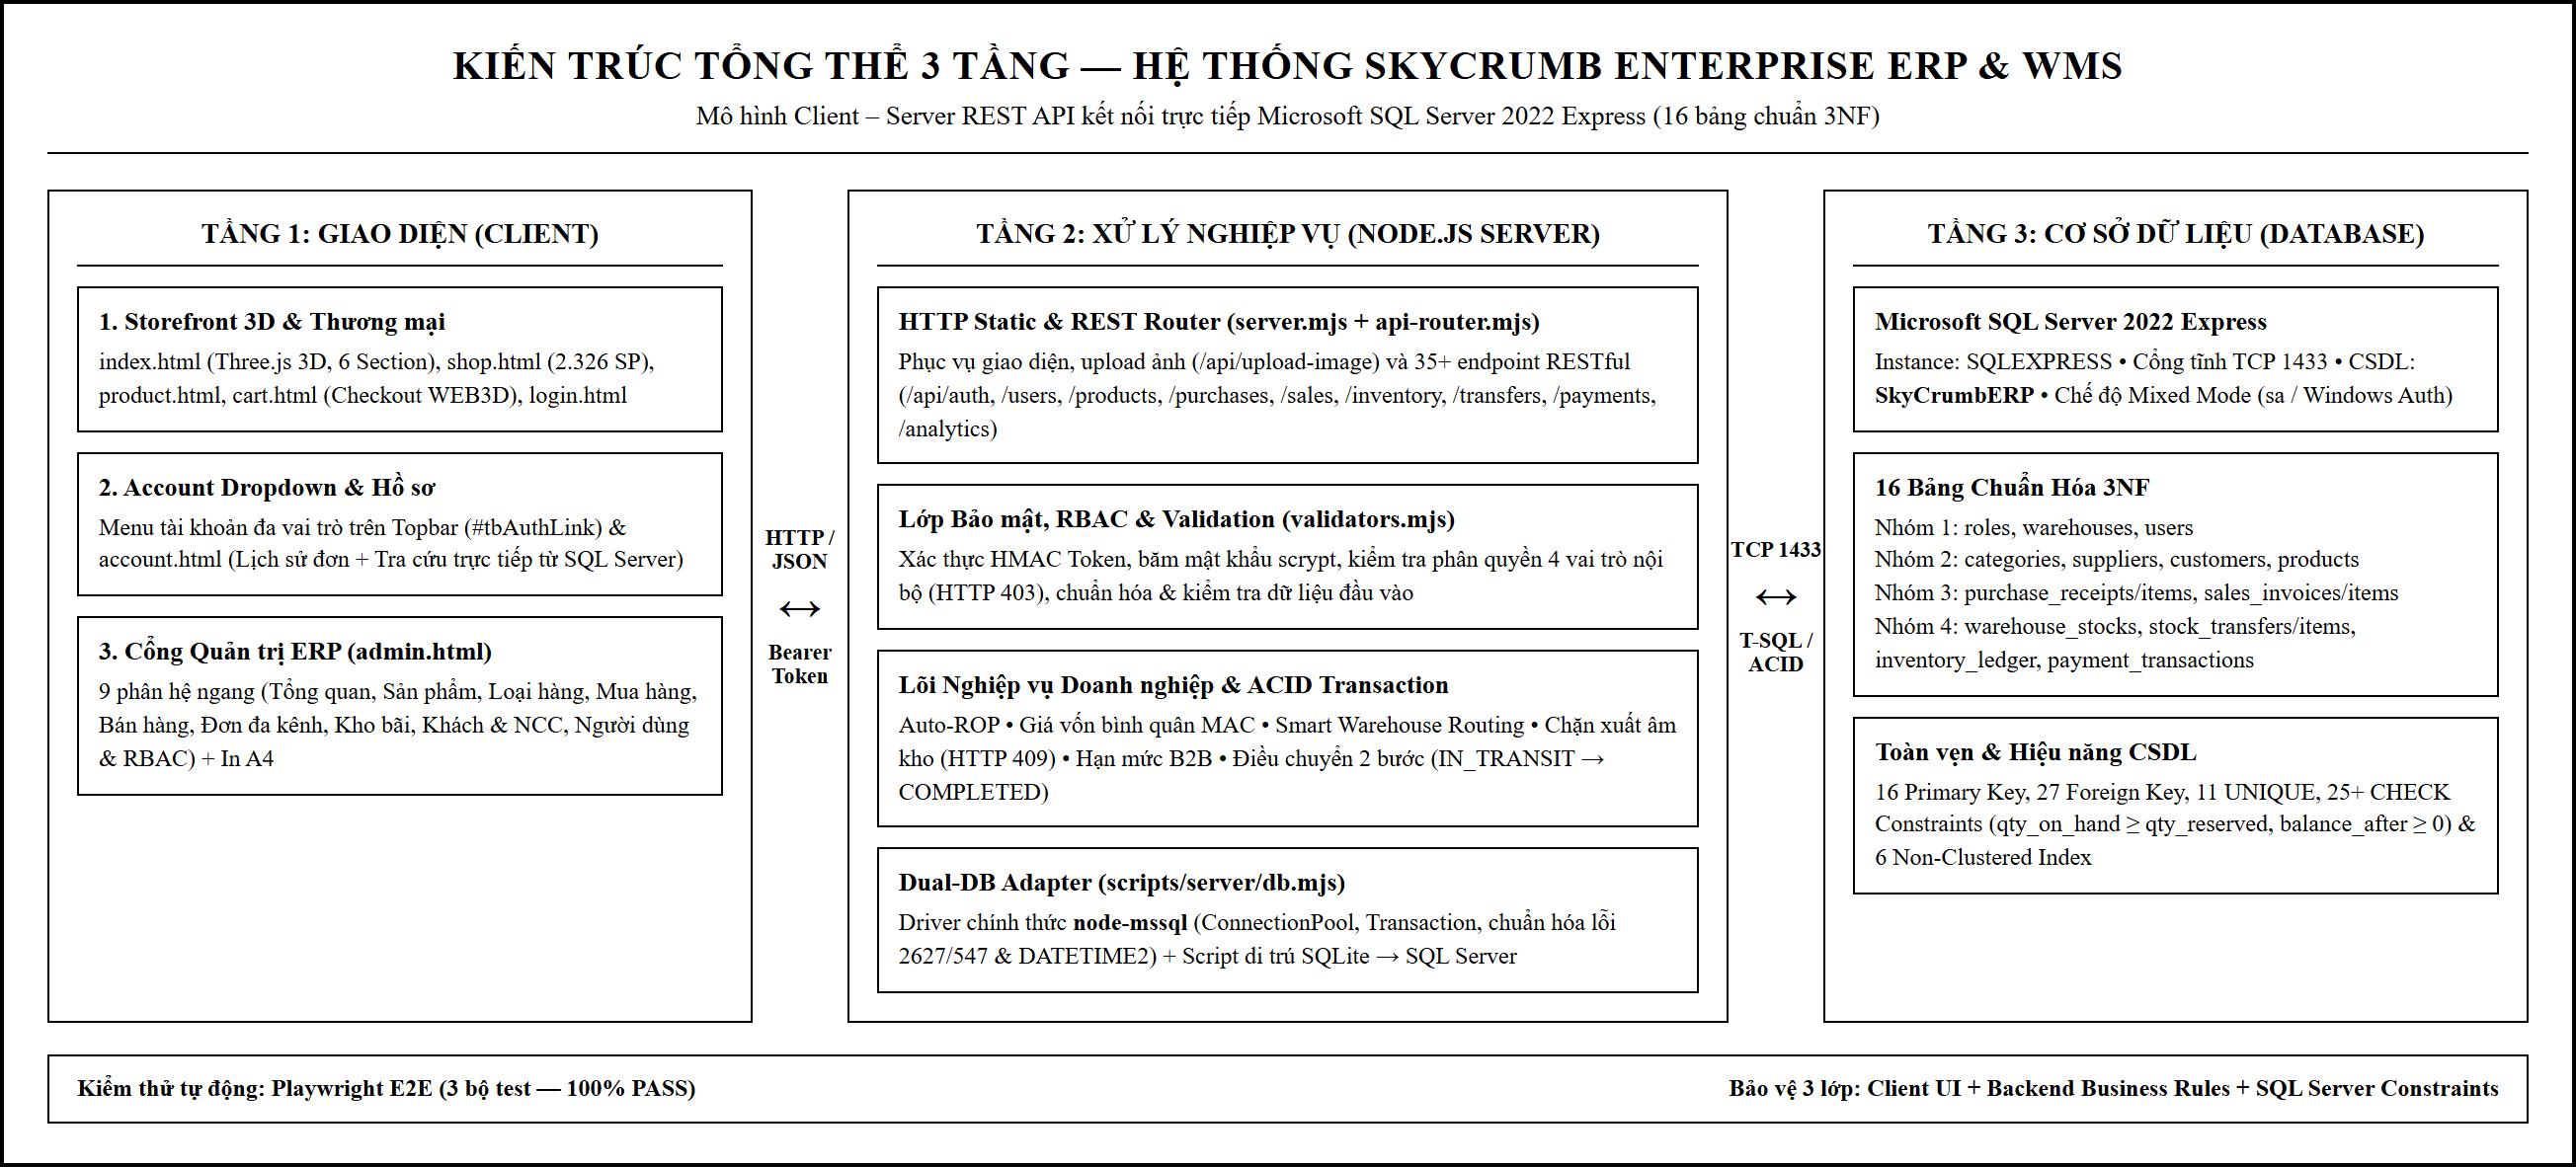 KIẾN TRÚC TỔNG THỂ 3 TẦNG — HỆ THỐNG SKYCRUMB ENTERPRISE ERP & WMS
Mô hình Client – Server REST API kết nối trực tiếp Microsoft SQL Server 2022 Express (16 bảng chuẩn 3NF)
TẦNG 1: GIAO DIỆN (CLIENT)
1. Storefront 3D & Thương mại
index.html (Three.js 3D, 6 Section), shop.html (2.326 SP),
product.html, cart.html (Checkout WEB3D), login.html
2. Account Dropdown & Hồ sơ
Menu tài khoản đa vai trò trên Topbar (#tbAuthLink) &
account.html (Lịch sử đơn + Tra cứu trực tiếp từ SQL Server)
3. Cổng Quản trị ERP (admin.html)
9 phân hệ ngang (Tổng quan, Sản phẩm, Loại hàng, Mua hàng,
Bán hàng, Đơn đa kênh, Kho bãi, Khách & NCC, Người dùng
& RBAC) + In A4
HTTP /
JSON
↔
Bearer
Token
TẦNG 2: XỬ LÝ NGHIỆP VỤ (NODE.JS SERVER)
HTTP Static & REST Router (server.mjs + api-router.mjs)
Phục vụ giao diện, upload ảnh (/api/upload-image) và 35+ endpoint RESTful
(/api/auth, /users, /products, /purchases, /sales, /inventory, /transfers, /payments,
/analytics)
Lớp Bảo mật, RBAC & Validation (validators.mjs)
Xác thực HMAC Token, băm mật khẩu scrypt, kiểm tra phân quyền 4 vai trò nội
bộ (HTTP 403), chuẩn hóa & kiểm tra dữ liệu đầu vào
Lõi Nghiệp vụ Doanh nghiệp & ACID Transaction
Auto-ROP • Giá vốn bình quân MAC • Smart Warehouse Routing • Chặn xuất âm
kho (HTTP 409) • Hạn mức B2B • Điều chuyển 2 bước (IN_TRANSIT →
COMPLETED)
Dual-DB Adapter (scripts/server/db.mjs)
Driver chính thức node-mssql (ConnectionPool, Transaction, chuẩn hóa lỗi
2627/547 & DATETIME2) + Script di trú SQLite → SQL Server
TCP 1433
↔
T-SQL /
ACID
TẦNG 3: CƠ SỞ DỮ LIỆU (DATABASE)
Microsoft SQL Server 2022 Express
Instance: SQLEXPRESS • Cổng tĩnh TCP 1433 • CSDL:
SkyCrumbERP • Chế độ Mixed Mode (sa / Windows Auth)
16 Bảng Chuẩn Hóa 3NF
Nhóm 1: roles, warehouses, users
Nhóm 2: categories, suppliers, customers, products
Nhóm 3: purchase_receipts/items, sales_invoices/items
Nhóm 4: warehouse_stocks, stock_transfers/items,
inventory_ledger, payment_transactions
Toàn vẹn & Hiệu năng CSDL
16 Primary Key, 27 Foreign Key, 11 UNIQUE, 25+ CHECK
Constraints (qty_on_hand ≥ qty_reserved, balance_after ≥ 0) &
6 Non-Clustered Index
Kiểm thử tự động: Playwright E2E (3 bộ test — 100% PASS)
Bảo vệ 3 lớp: Client UI + Backend Business Rules + SQL Server Constraints